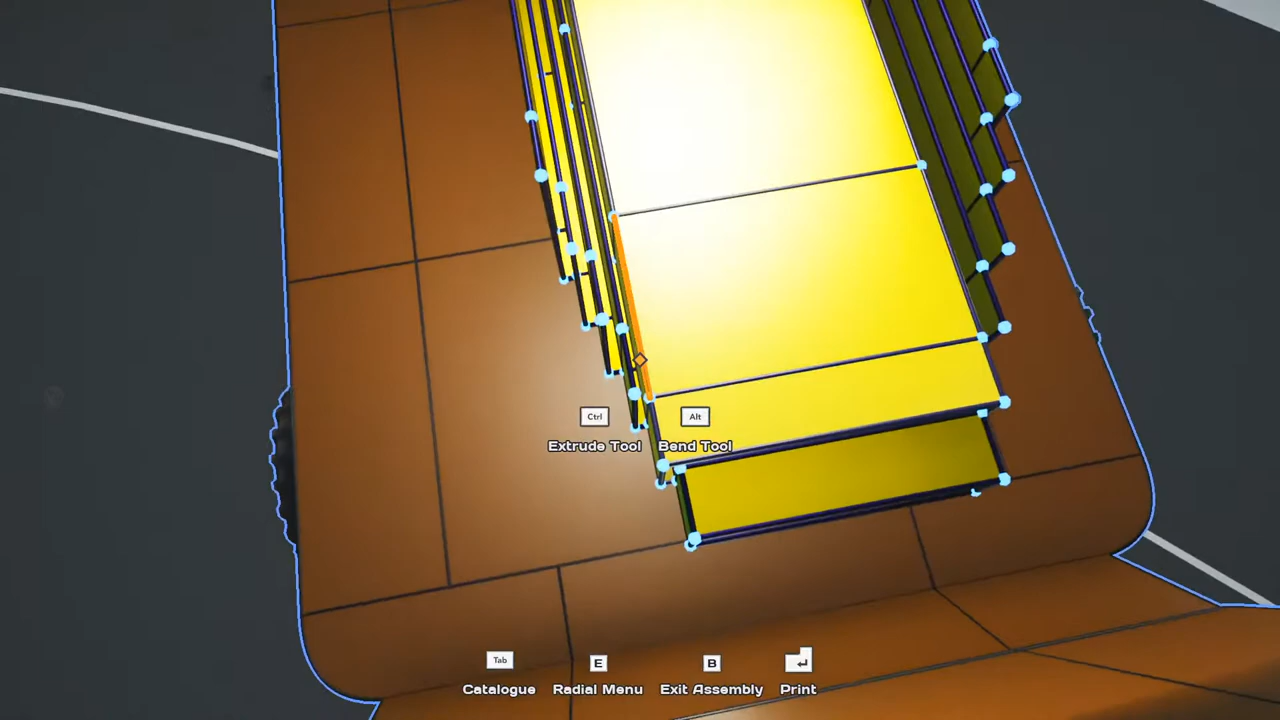 Ctrl Alt
Extrude Tool Bend Tool
Tab E B
Catalogue Radial Menu Exit Assembly Print